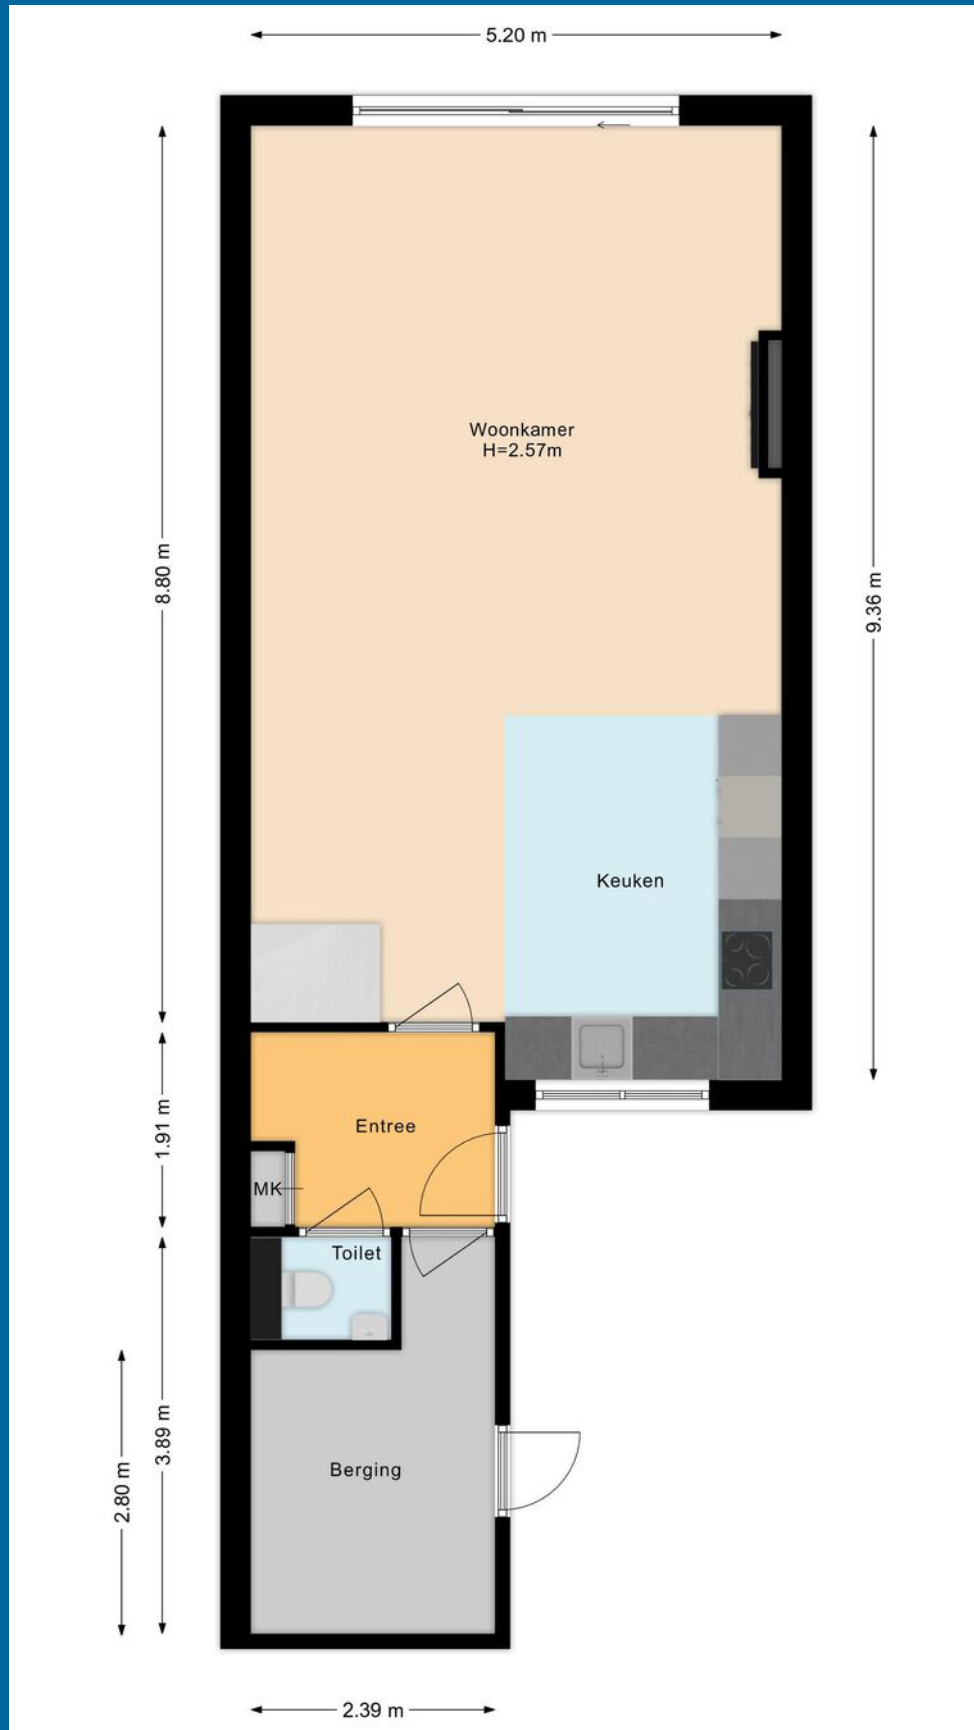 5.20 m
Woonkamer
H=2.57m
8.80 m
9.36 m
Keuken
Entree
1.91 m
MK
Toilet
3.89 m
2.80 m
Berging
2.39 m